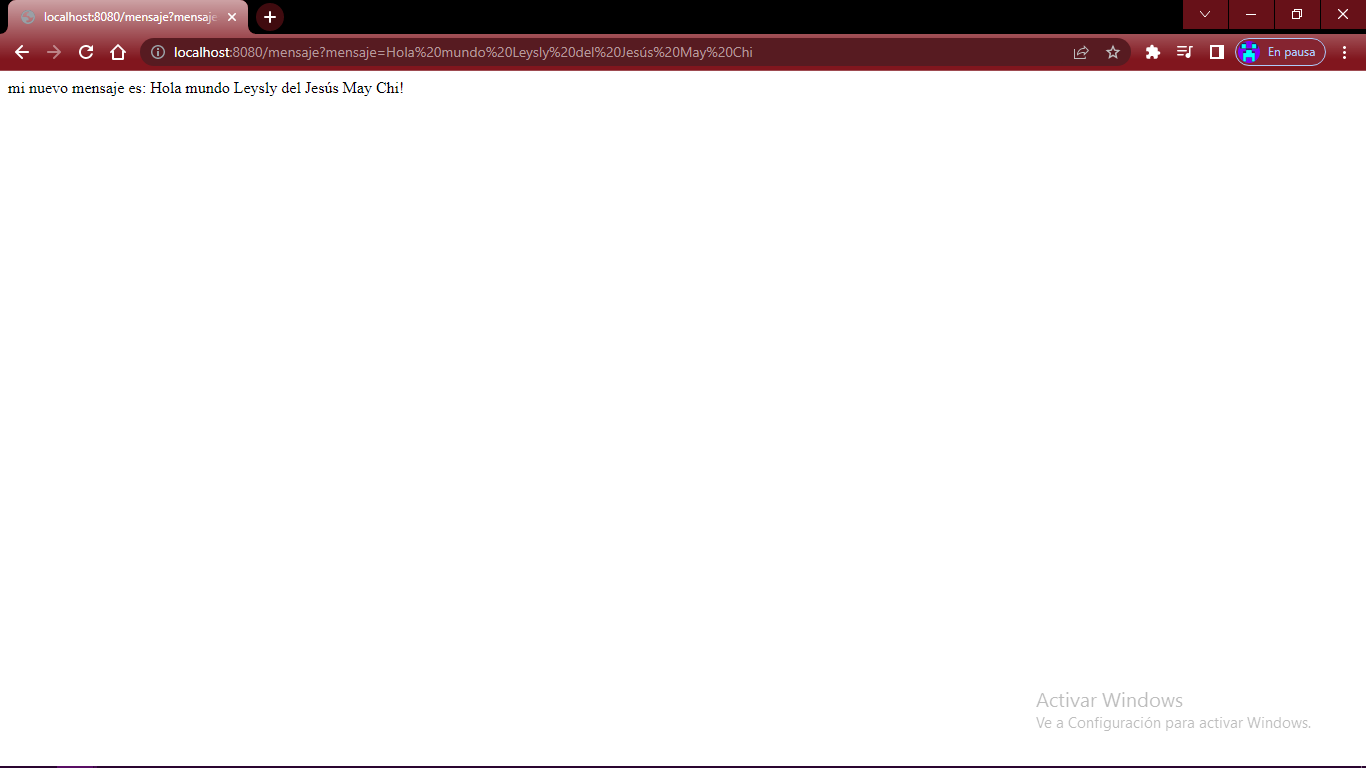 localhost:8080/mensaje?mensaje
localhost:8080/mensaje?mensaje=Hola%20mundo%20Leysly%20del%20Jesús%20May%20Chi
En pausa
mi nuevo mensaje es: Hola mundo Leysly del Jesús May Chi!
Activar Windows
Ve a Configuración para activar Windows.